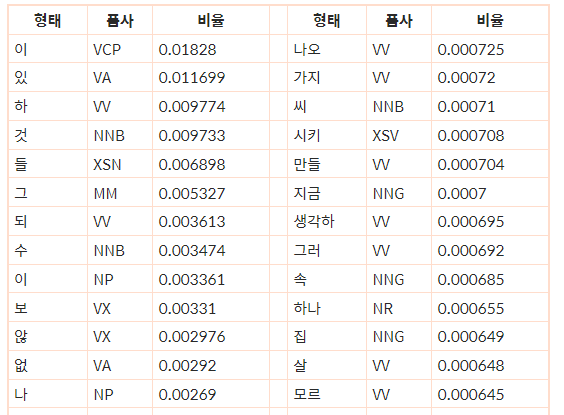 형태 품사 비율 형태 품사 비율
이 VCP 0.01828 나오 VV 0.000725
있 VA 0.011699 가지 VV 0.00072
하 VV 0.009774 씨 NNB 0.00071
것 NNB 0.009733 시키 XSV 0.000708
들 XSN 0.006898 만들 VV 0.000704
그 MM 0.005327 지금 NNG 0.0007
되 VV 0.003613 생각하 VV 0.000695
수 NNB 0.003474 그러 VV 0.000692
이 NP 0.003361 속 NNG 0.000685
보 VX 0.00331 하나 NR 0.000655
않 VX 0.002976 집 NNG 0.000649
없 VA 0.00292 살 VV 0.000648
나 NP 0.00269 모르 VV 0.000645